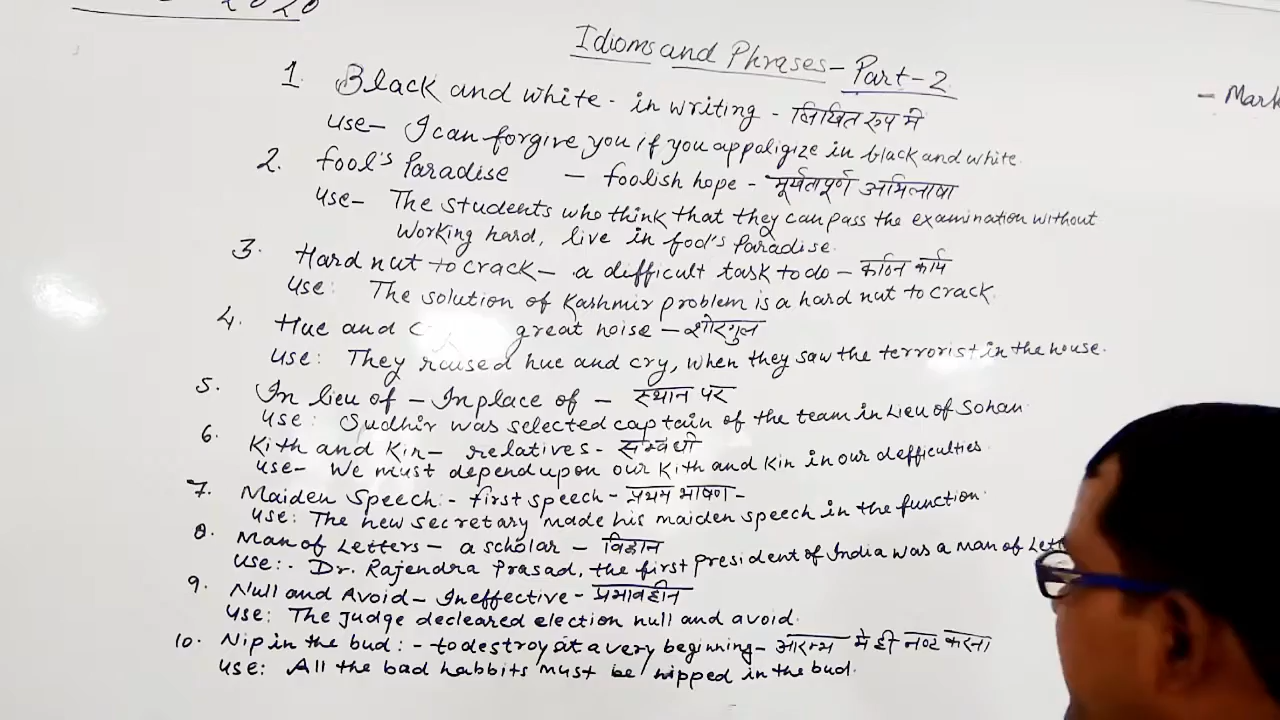 2020
Idioms and Phrases - Part-2
- Mark
1. Black and white - in writing - लिखित रूप मे
use- I can forgive you if you appaligize in black and white.
2. fool's Paradise - foolish hope - मूर्यतापूर्ण अभिलाषा
use- The students who think that they can pass the examination without
working hard, live in fool's Paradise.
3. Hard nut to crack - a difficult task to do - कठिन कार्य
use: The solution of Kashmir problem is a hard nut to crack.
4. Hue and c great noise - शोरगुल
use: They raised hue and cry, when they saw the terrorist in the house.
5. In lieu of - In place of - स्थान पर
use: Sudhir was selected captain of the team in Lieu of Sohan.
6. Kith and Kin - relatives - सम्बंधी
use- We must depend upon our Kith and Kin in our defficulties.
7. Maiden Speech :- first speech - प्रथम भाषण -
use: The new secretary made his maiden speech in the function.
8. Man of Letters - a scholar - विद्वान
use:- Dr. Rajendra Prasad, the first president of India was a Man of Lett
9. Null and Avoid - Ineffective - प्रभावहीन
use: The Judge decleared election null and avoid.
10. Nip in the bud :- to destroy at a very beginning - आरम्भ मे ही नष्ट करना
use: All the bad habbits must be nipped in the bud.